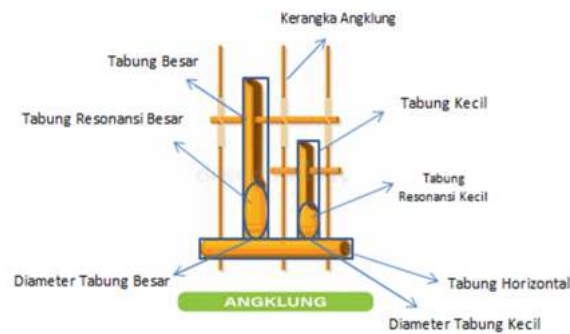 Kerangka Angklung
Tabung Besar
Tabung Resonansi Besar
Tabung Kecil
Tabung
Resonansi Kecil
Diameter Tabung Besar
Tabung Horizontal
ANGKLUNG
Diameter Tabung Kecil